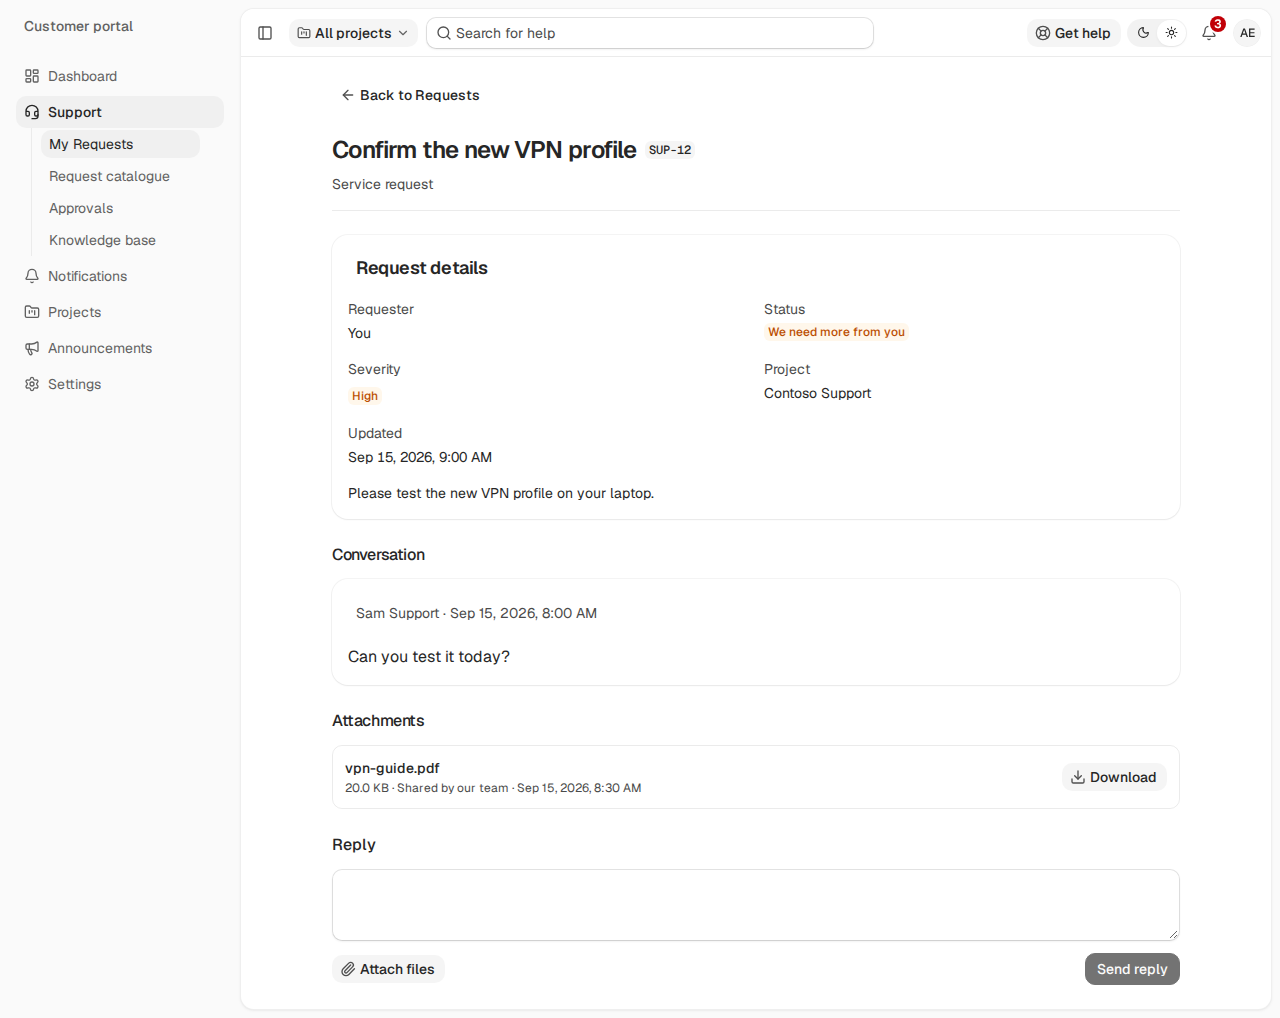 Customer portal
Dashboard
Support
My Requests
Request catalogue
Approvals
Knowledge base
Notifications
Projects
Announcements
Settings
All projects
Search for help
Get help
3
AE
Back to Requests
Confirm the new VPN profile SUP-12
Service request
Request details
Requester
You
Status
We need more from you
Severity
High
Project
Contoso Support
Updated
Sep 15, 2026, 9:00 AM
Please test the new VPN profile on your laptop.
Conversation
Sam Support · Sep 15, 2026, 8:00 AM
Can you test it today?
Attachments
vpn-guide.pdf
20.0 KB · Shared by our team · Sep 15, 2026, 8:30 AM
Download
Reply
Attach files
Send reply